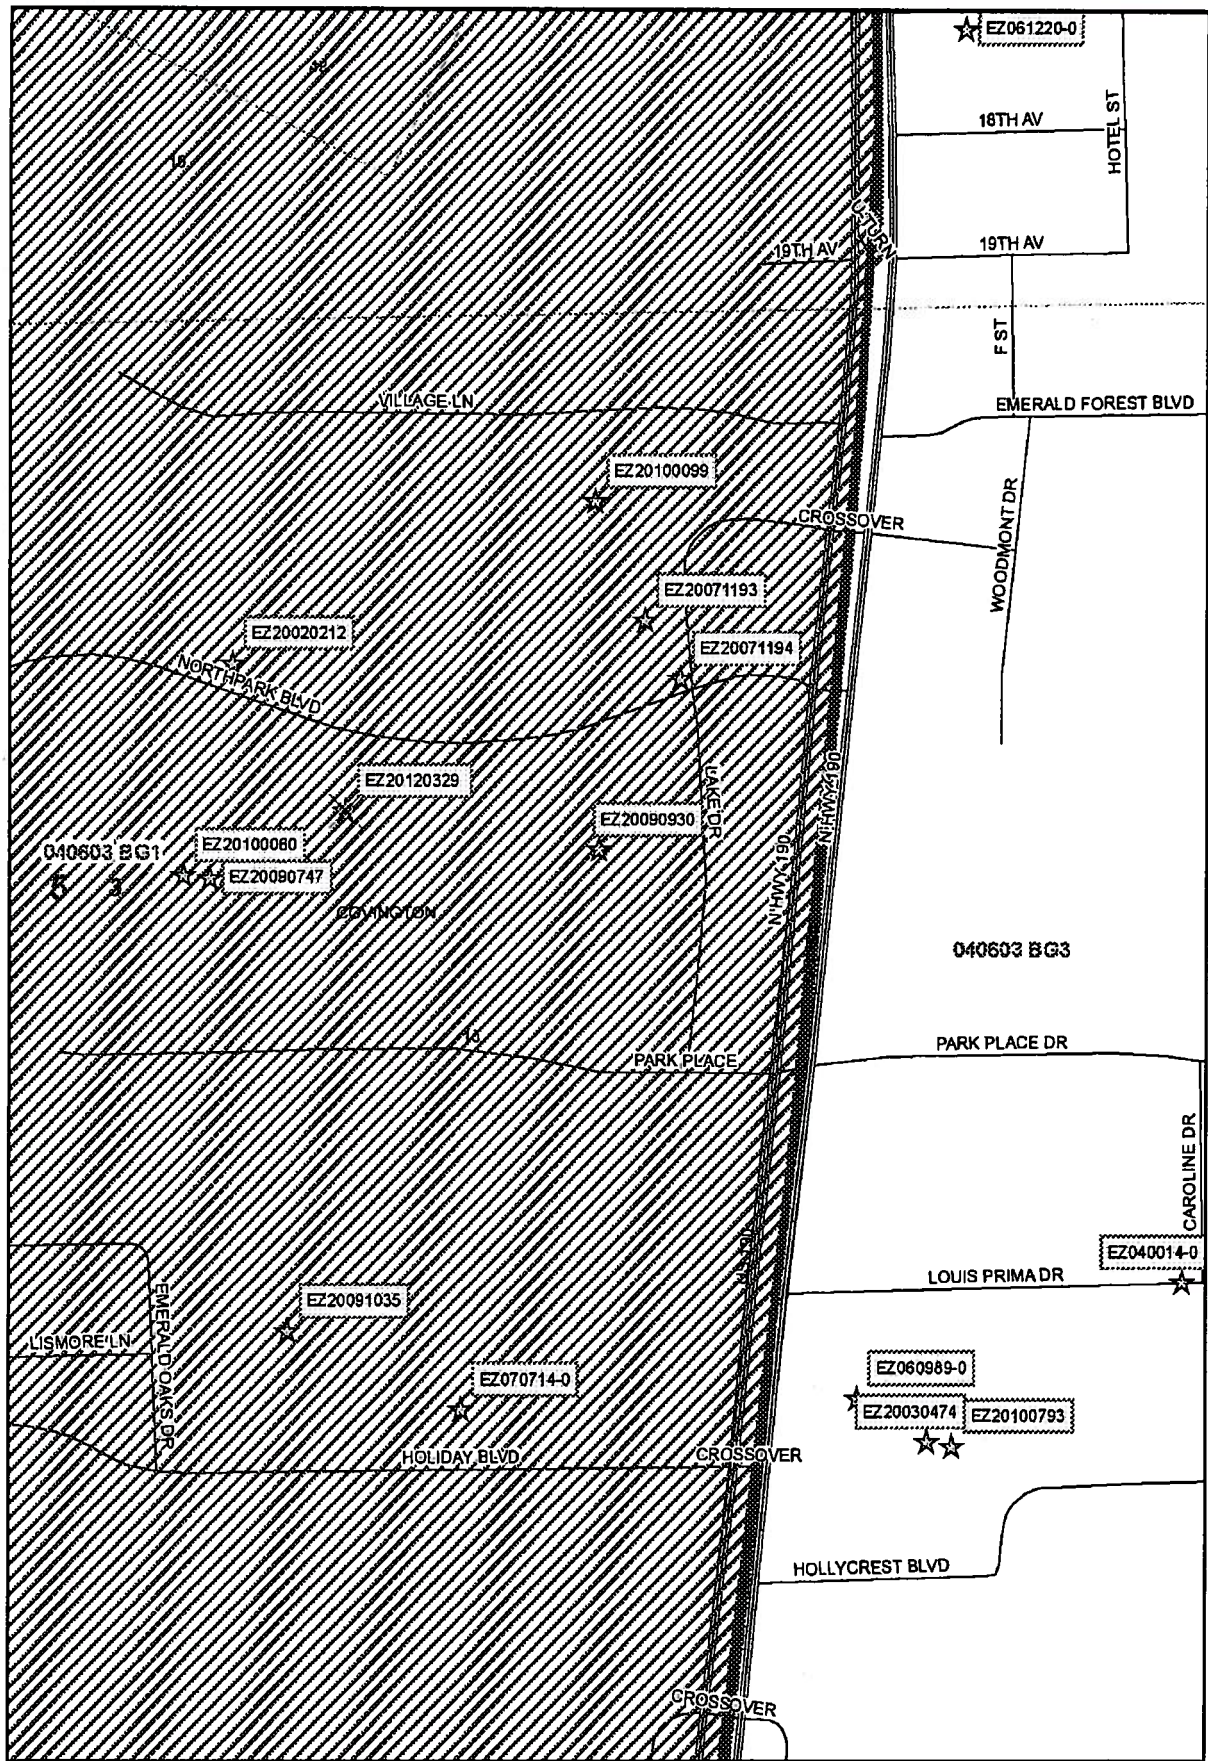 EZ061220-0
18TH AV
HOTEL ST
U-TURN
19TH AV
19TH AV
F ST
VILLAGE LN
EMERALD FOREST BLVD
EZ20100099
CROSSOVER
WOODMONT DR
EZ20071193
EZ20020212
EZ20071194
NORTHPARK BLVD
EZ20120329
LAKE DR
N HWY 190
N HWY 190
EZ20090930
EZ20100060
040603 BG1
EZ20090747
5 3
COVINGTON
040603 BG3
PARK PLACE DR
PARK PLACE
CAROLINE DR
EZ040014-0
LOUIS PRIMA DR
EZ20091035
EMERALD OAKS DR
LISMORE LN
EZ070714-0
EZ060989-0
EZ20030474
EZ20100793
HOLIDAY BLVD
CROSSOVER
HOLLYCREST BLVD
CROSSOVER